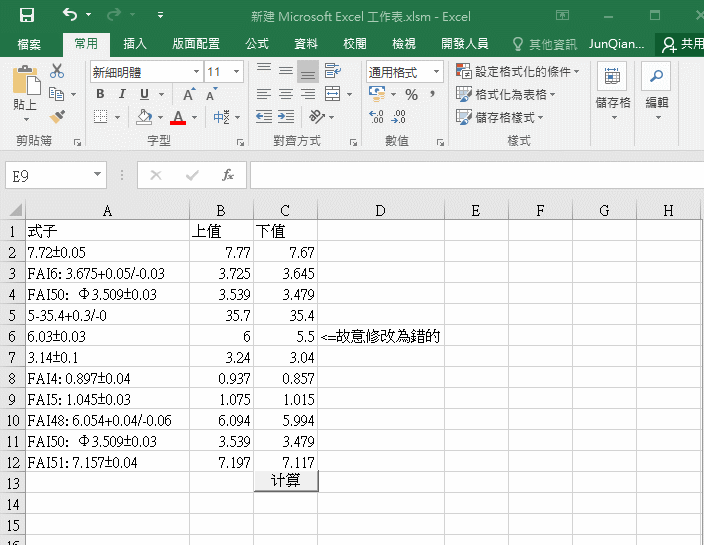 新建 Microsoft Excel 工作表.xlsm - Excel
檔案 常用 插入 版面配置 公式 資料 校閱 檢視 開發人員 其他資訊 JunQian... 共用
貼上 新細明體 11 通用格式 設定格式化的條件 儲存格 編輯
B I U A A % , 格式化為表格
A 中 .00 .00 儲存格樣式
剪貼簿 字型 對齊方式 數值 樣式
E9 fx
A B C D E F G H
1 式子 上值 下值
2 7.72±0.05 7.77 7.67
3 FAI6: 3.675+0.05/-0.03 3.725 3.645
4 FAI50: Φ3.509±0.03 3.539 3.479
5 5-35.4+0.3/-0 35.7 35.4
6 6.03±0.03 6 5.5 <=故意修改為錯的
7 3.14±0.1 3.24 3.04
8 FAI4: 0.897±0.04 0.937 0.857
9 FAI5: 1.045±0.03 1.075 1.015
10 FAI48: 6.054+0.04/-0.06 6.094 5.994
11 FAI50: Φ3.509±0.03 3.539 3.479
12 FAI51: 7.157±0.04 7.197 7.117
13 计算
14
15